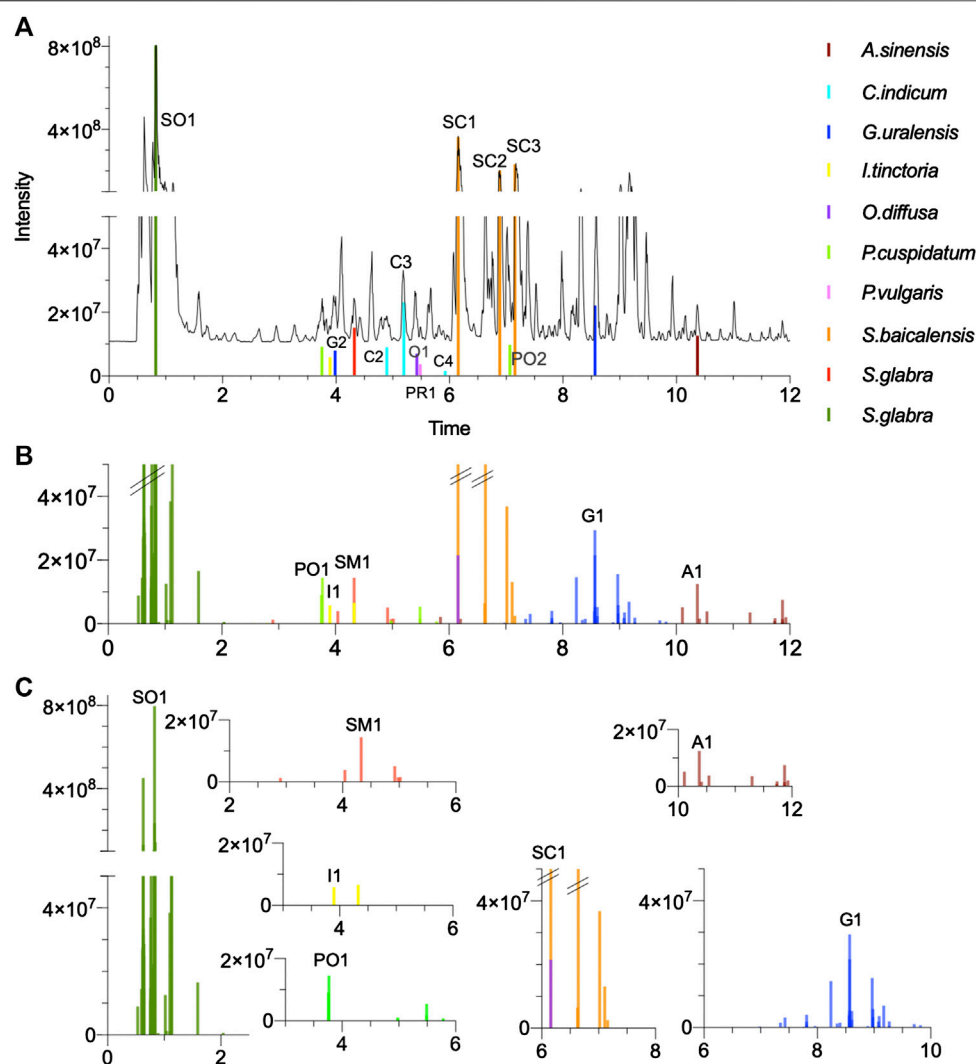 A
8×10⁸
4×10⁸
Intensity
4×10⁷
2×10⁷
0
SO1
SC1
SC2
SC3
C3
G2
C2
O1
C4
PO2
PR1
0 2 4 6 8 10 12
Time
A.sinensis
C.indicum
G.uralensis
I.tinctoria
O.diffusa
P.cuspidatum
P.vulgaris
S.baicalensis
S.glabra
S.glabra
B
4×10⁷
2×10⁷
0
PO1
I1
SM1
G1
A1
0 2 4 6 8 10 12
C
8×10⁸
4×10⁸
4×10⁷
0
SO1
0 2
2×10⁷
0
SM1
2 4 6
2×10⁷
0
A1
10 12
2×10⁷
0
I1
4 6
2×10⁷
0
PO1
4 6
SC1
4×10⁷
0
6 8
4×10⁷
0
G1
6 8 10